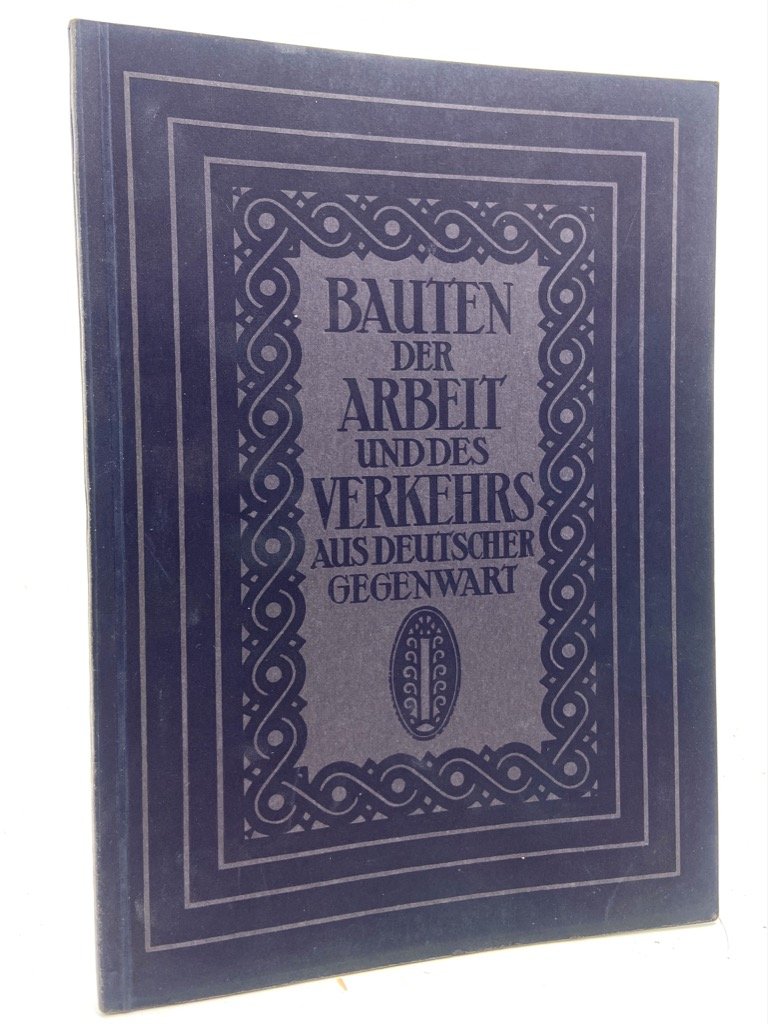 BAUTEN
DER
ARBEIT
UND DES
VERKEHRS
AUS DEUTSCHER
GEGENWART